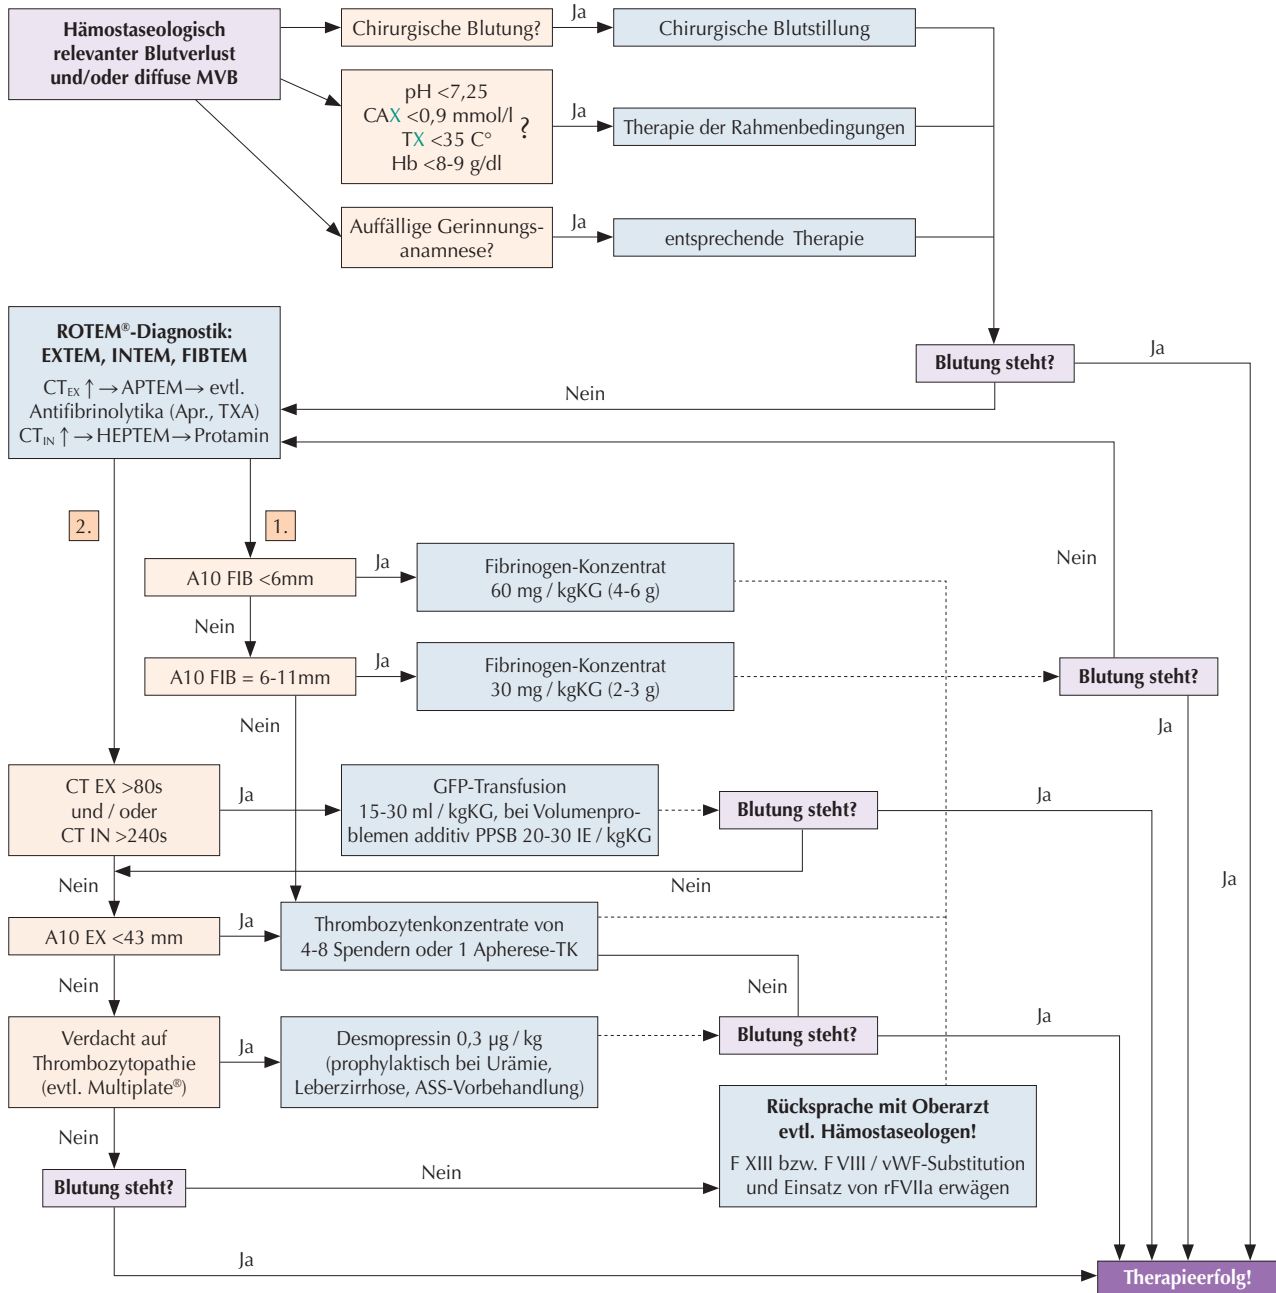 Hämostaseologisch
relevanter Blutverlust
und/oder diffuse MVB
Chirurgische Blutung?
Ja
Chirurgische Blutstillung
pH <7,25
CAX <0,9 mmol/l
TX <35 C°
Hb <8-9 g/dl
?
Ja
Therapie der Rahmenbedingungen
Auffällige Gerinnungs-
anamnese?
Ja
entsprechende Therapie
ROTEM®-Diagnostik:
EXTEM, INTEM, FIBTEM
CTEX ↑ → APTEM → evtl.
Antifibrinolytika (Apr., TXA)
CTIN ↑ → HEPTEM → Protamin
Blutung steht?
Ja
Nein
2.
1.
Nein
A10 FIB <6mm
Ja
Fibrinogen-Konzentrat
60 mg / kgKG (4-6 g)
Nein
A10 FIB = 6-11mm
Ja
Fibrinogen-Konzentrat
30 mg / kgKG (2-3 g)
Blutung steht?
Nein
Ja
CT EX >80s
und / oder
CT IN >240s
Ja
GFP-Transfusion
15-30 ml / kgKG, bei Volumenpro-
blemen additiv PPSB 20-30 IE / kgKG
Blutung steht?
Ja
Nein
Nein
Ja
A10 EX <43 mm
Ja
Thrombozytenkonzentrate von
4-8 Spendern oder 1 Apherese-TK
Nein
Nein
Verdacht auf
Thrombozytopathie
(evtl. Multiplate®)
Ja
Desmopressin 0,3 µg / kg
(prophylaktisch bei Urämie,
Leberzirrhose, ASS-Vorbehandlung)
Blutung steht?
Ja
Nein
Rücksprache mit Oberarzt
evtl. Hämostaseologen!
F XIII bzw. F VIII / vWF-Substitution
und Einsatz von rFVIIa erwägen
Blutung steht?
Nein
Ja
Therapieerfolg!